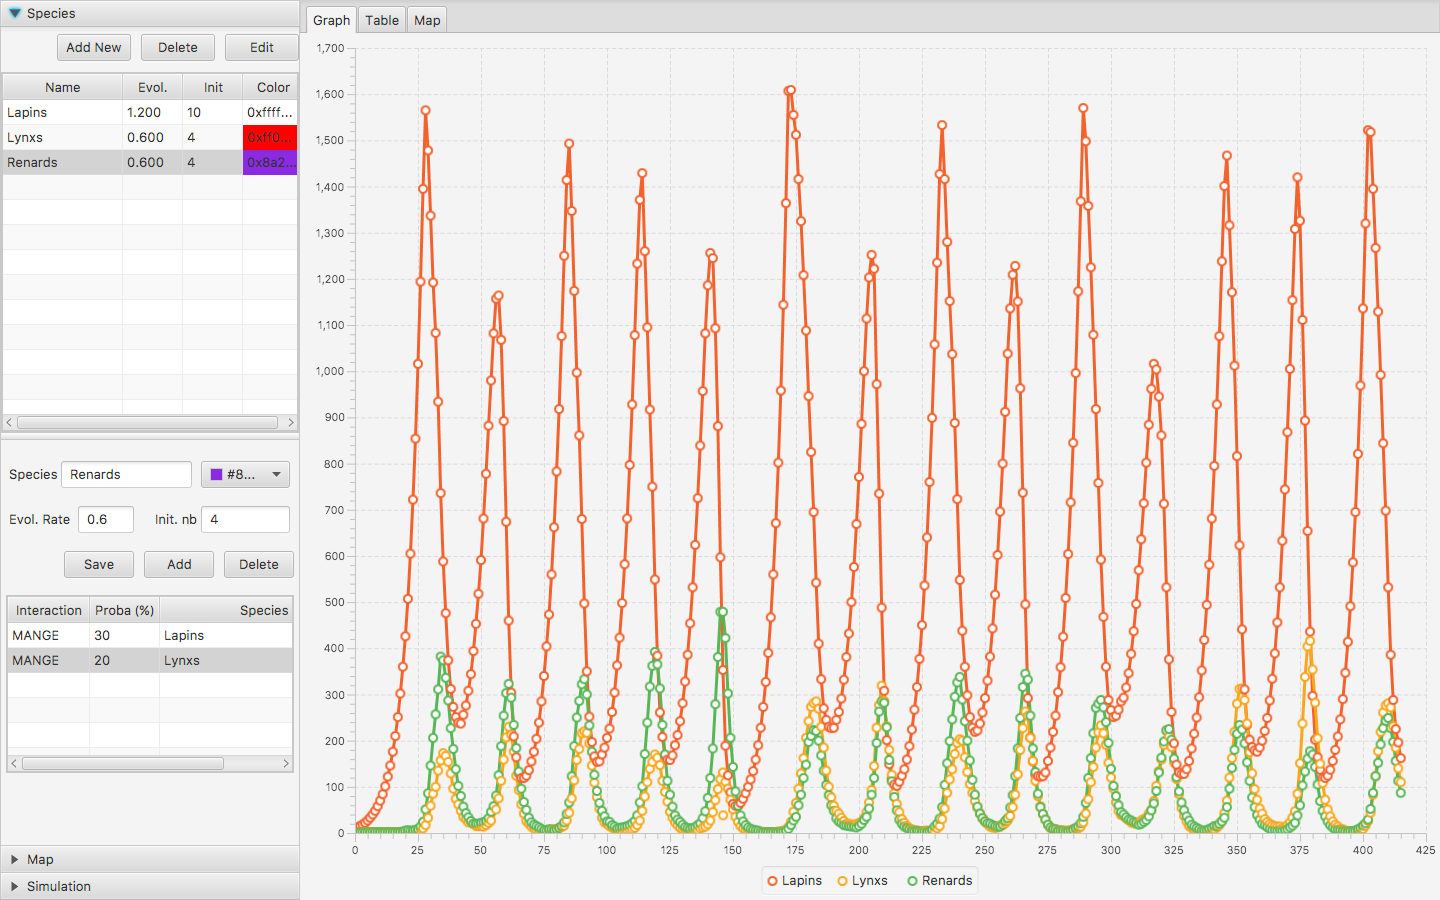 Species
Add New Delete Edit
Name Evol. Init Color
Lapins 1.200 10 0xffff...
Lynxs 0.600 4 0xff0...
Renards 0.600 4 0x8a2...
Species Renards #8...
Evol. Rate 0.6 Init. nb 4
Save Add Delete
Interaction Proba (%) Species
MANGE 30 Lapins
MANGE 20 Lynxs
Map
Simulation
Graph Table Map
1,700
1,600
1,500
1,400
1,300
1,200
1,100
1,000
900
800
700
600
500
400
300
200
100
0
0 25 50 75 100 125 150 175 200 225 250 275 300 325 350 375 400 425
Lapins Lynxs Renards